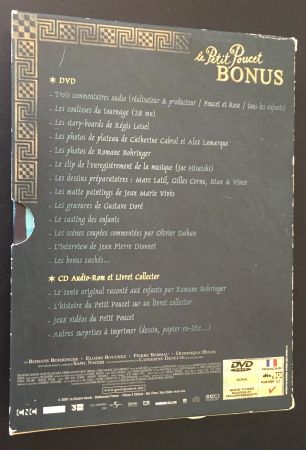 le Petit Poucet
BONUS
* DVD
- Trois commentaires audio (réalisateur & producteur / Poucet et Rose / tous les enfants)
- Les coulisses du tournage (28 mn)
- Les story-boards de Régis Loisel
- Les photos de plateau de Catherine Cabrol et Alex Lamarque
- Les photos de Romane Bohringer
- Le clip de l'enregistrement de la musique (Joe Hisaishi)
- Les dessins préparatoires : Marc Tatil, Gilles Cornu, Stan & Vince
- Les matte paintings de Jean Marie Vivès
- Les gravures de Gustave Doré
- Le casting des enfants
- Les scènes coupées commentées par Olivier Dahan
- L'interview de Jean Pierre Dionnet
- Les bonus cachés...
* CD Audio-Rom et Livret Collector
- Le conte original raconté aux enfants par Romane Bohringer
- L'histoire du Petit Poucet sur un livret collector
- Jeux vidéos du Petit Poucet
- Autres surprises à imprimer (dessin, papier en-tête...)
Romane Bohringer Elodie Bouchez Pierre Berriau Dominique Hulin
Samy Naceri Catherine Deneuve
DVD
VIDEO
dts
CNC